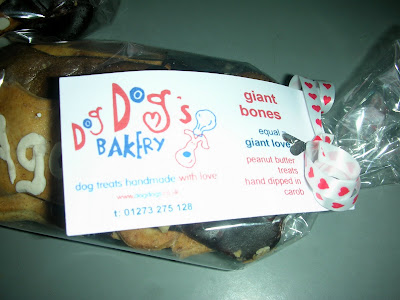 Dog Dog's
BAKERY
dog treats handmade with love
t: 01273 275 128
giant
bones
equal
giant love
peanut butter
treats
hand dipped in
carob